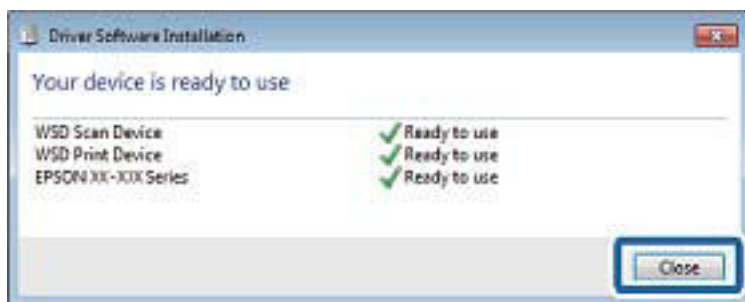 Driver Software Installation
Your device is ready to use
WSD Scan Device Ready to use
WSD Print Device Ready to use
EPSON XX-XXX Series Ready to use
Close